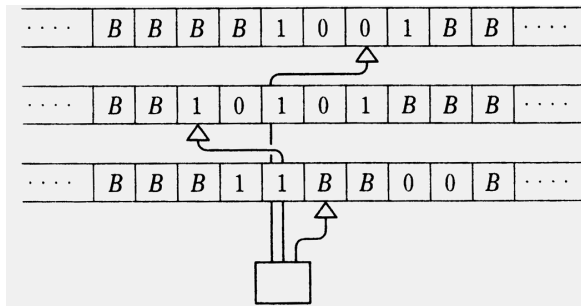 ···· B B B B 1 0 0 1 B B ····
···· B B 1 0 1 0 1 B B B ····
···· B B B 1 1 B B 0 0 B ····